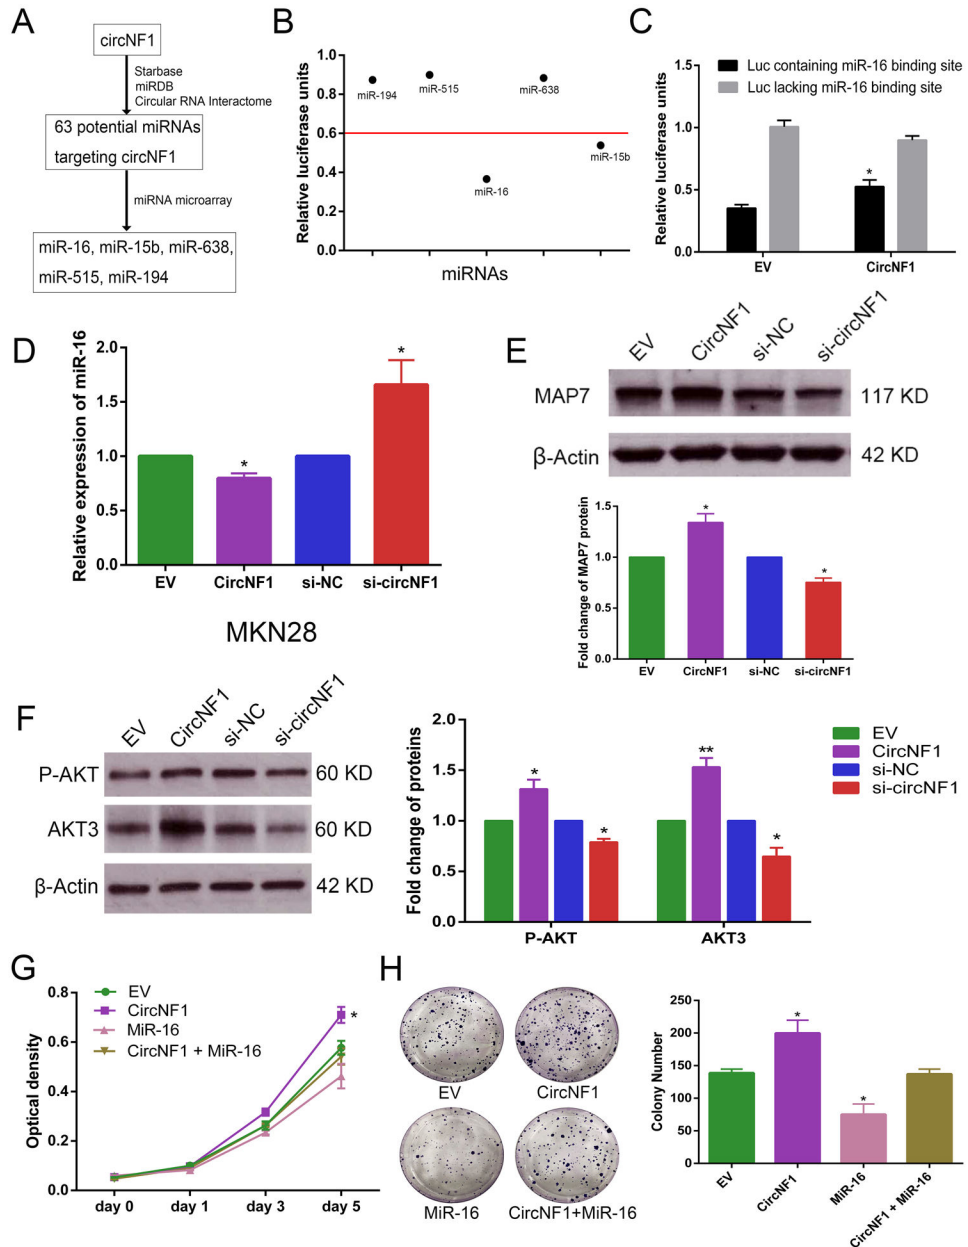 A
circNF1
Starbase
miRDB
Circular RNA Interactome
63 potential miRNAs
targeting circNF1
miRNA microarray
miR-16, miR-15b, miR-638,
miR-515, miR-194
B
Relative luciferase units
1.0
0.8
0.6
0.4
0.2
0.0
miR-194
miR-515
miR-638
miR-16
miR-15b
miRNAs
C
Luc containing miR-16 binding site
Luc lacking miR-16 binding site
Relative luciferase units
1.5
1.0
0.5
0.0
*
EV
CircNF1
D
Relative expression of miR-16
2.0
1.5
1.0
0.5
0.0
*
*
EV
CircNF1
si-NC
si-circNF1
MKN28
E
EV
CircNF1
si-NC
si-circNF1
MAP7
117 KD
β-Actin
42 KD
Fold change of MAP7 protein
1.5
1.0
0.5
0.0
*
*
EV
CircNF1
si-NC
si-circNF1
F
EV
CircNF1
si-NC
si-circNF1
P-AKT
60 KD
AKT3
60 KD
β-Actin
42 KD
Fold change of proteins
2.0
1.5
1.0
0.5
0.0
*
*
**
*
P-AKT
AKT3
EV
CircNF1
si-NC
si-circNF1
G
EV
CircNF1
MiR-16
CircNF1 + MiR-16
Optical density
0.8
0.6
0.4
0.2
0.0
*
day 0
day 1
day 3
day 5
H
EV
CircNF1
MiR-16
CircNF1+MiR-16
Colony Number
250
200
150
100
50
0
*
*
EV
CircNF1
MiR-16
CircNF1 + MiR-16